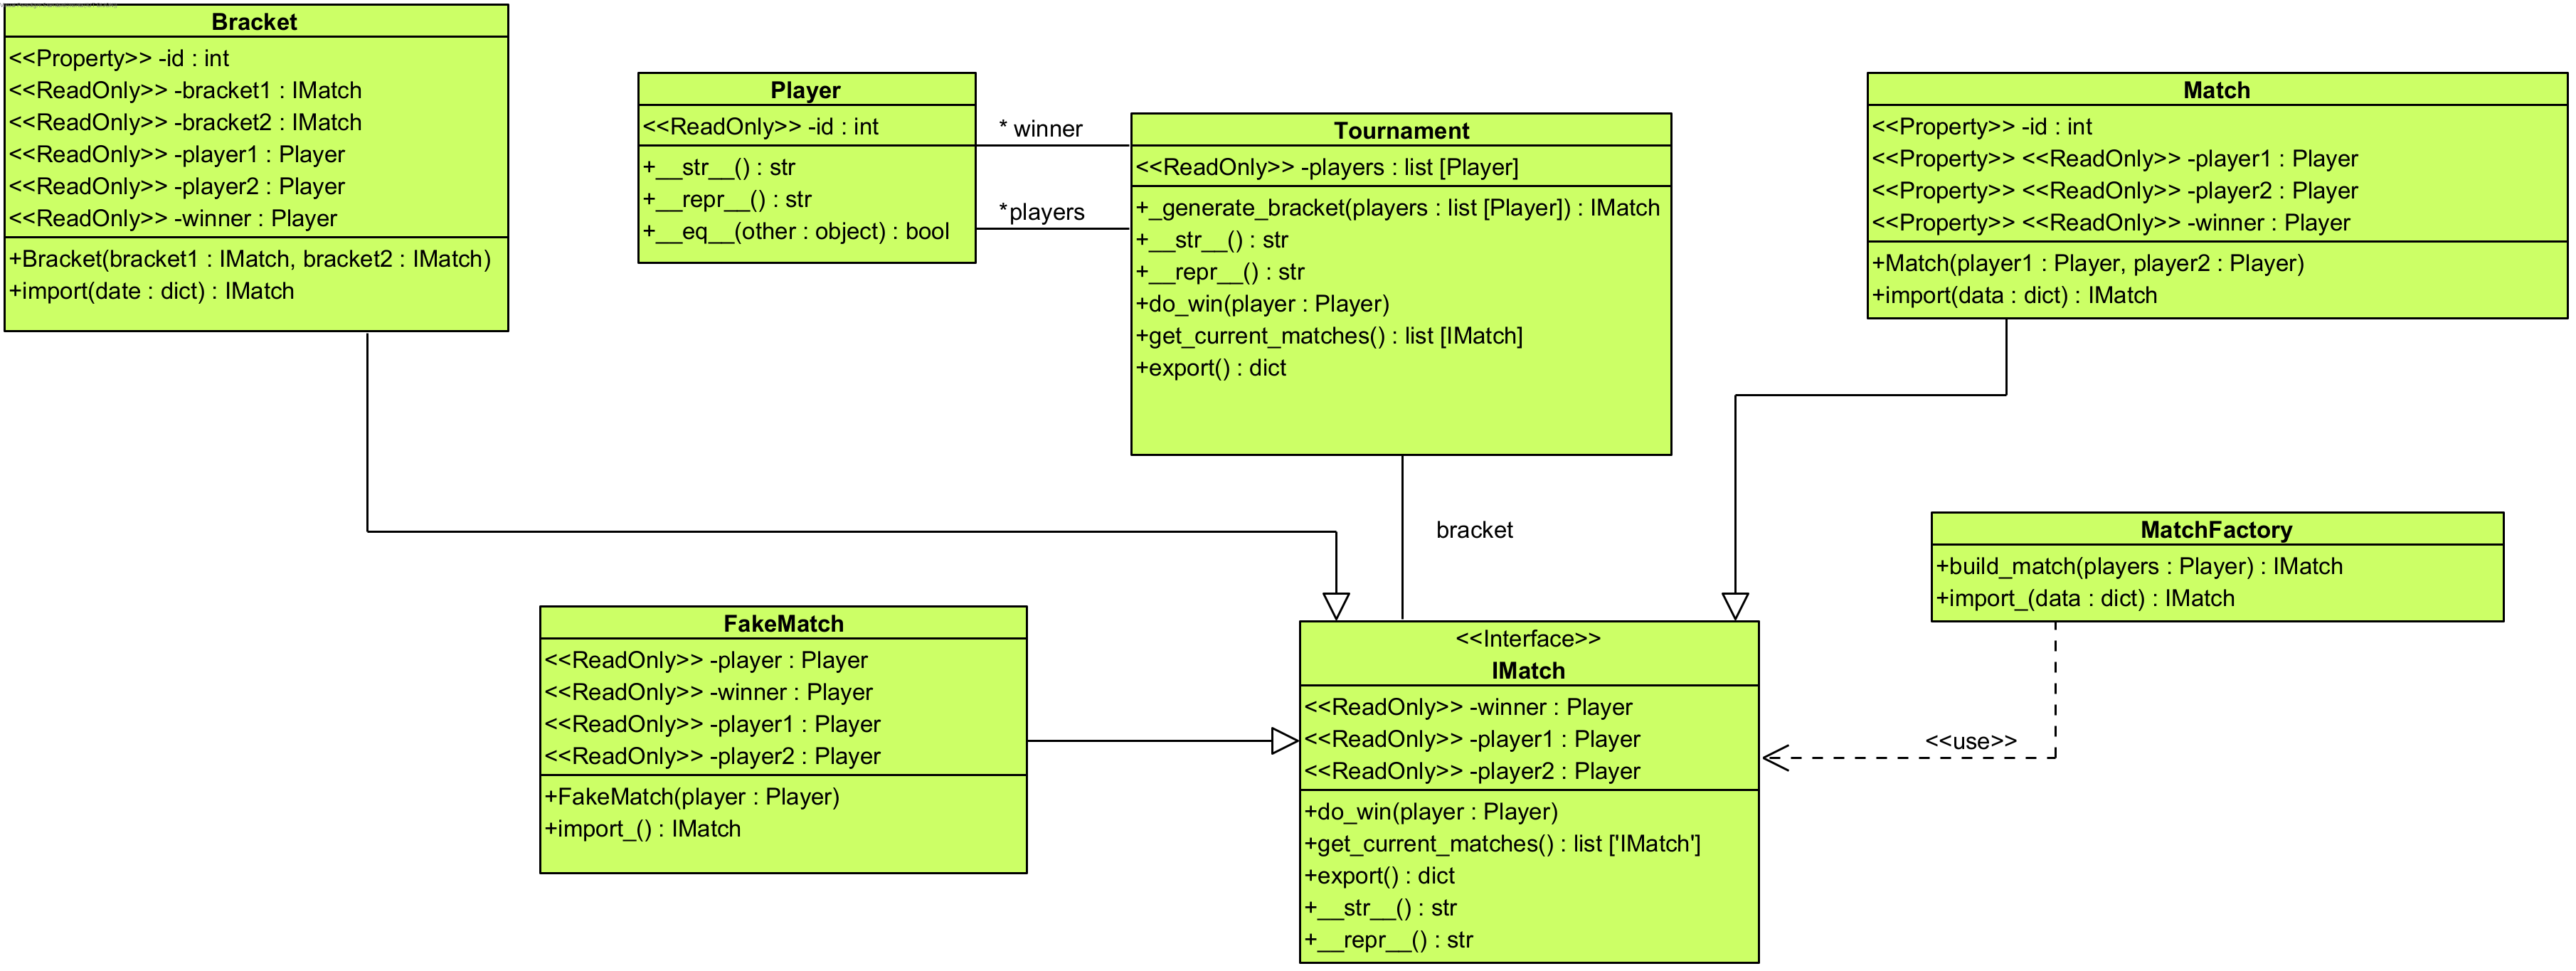 Bracket
<<Property>> -id : int
<<ReadOnly>> -bracket1 : IMatch
<<ReadOnly>> -bracket2 : IMatch
<<ReadOnly>> -player1 : Player
<<ReadOnly>> -player2 : Player
<<ReadOnly>> -winner : Player
+Bracket(bracket1 : IMatch, bracket2 : IMatch)
+import(date : dict) : IMatch
Player
<<ReadOnly>> -id : int
+__str__() : str
+__repr__() : str
+__eq__(other : object) : bool
* winner
*players
Tournament
<<ReadOnly>> -players : list [Player]
+_generate_bracket(players : list [Player]) : IMatch
+__str__() : str
+__repr__() : str
+do_win(player : Player)
+get_current_matches() : list [IMatch]
+export() : dict
Match
<<Property>> -id : int
<<Property>> <<ReadOnly>> -player1 : Player
<<Property>> <<ReadOnly>> -player2 : Player
<<Property>> <<ReadOnly>> -winner : Player
+Match(player1 : Player, player2 : Player)
+import(data : dict) : IMatch
bracket
MatchFactory
+build_match(players : Player) : IMatch
+import_(data : dict) : IMatch
<<use>>
FakeMatch
<<ReadOnly>> -player : Player
<<ReadOnly>> -winner : Player
<<ReadOnly>> -player1 : Player
<<ReadOnly>> -player2 : Player
+FakeMatch(player : Player)
+import_() : IMatch
<<Interface>>
IMatch
<<ReadOnly>> -winner : Player
<<ReadOnly>> -player1 : Player
<<ReadOnly>> -player2 : Player
+do_win(player : Player)
+get_current_matches() : list ['IMatch']
+export() : dict
+__str__() : str
+__repr__() : str